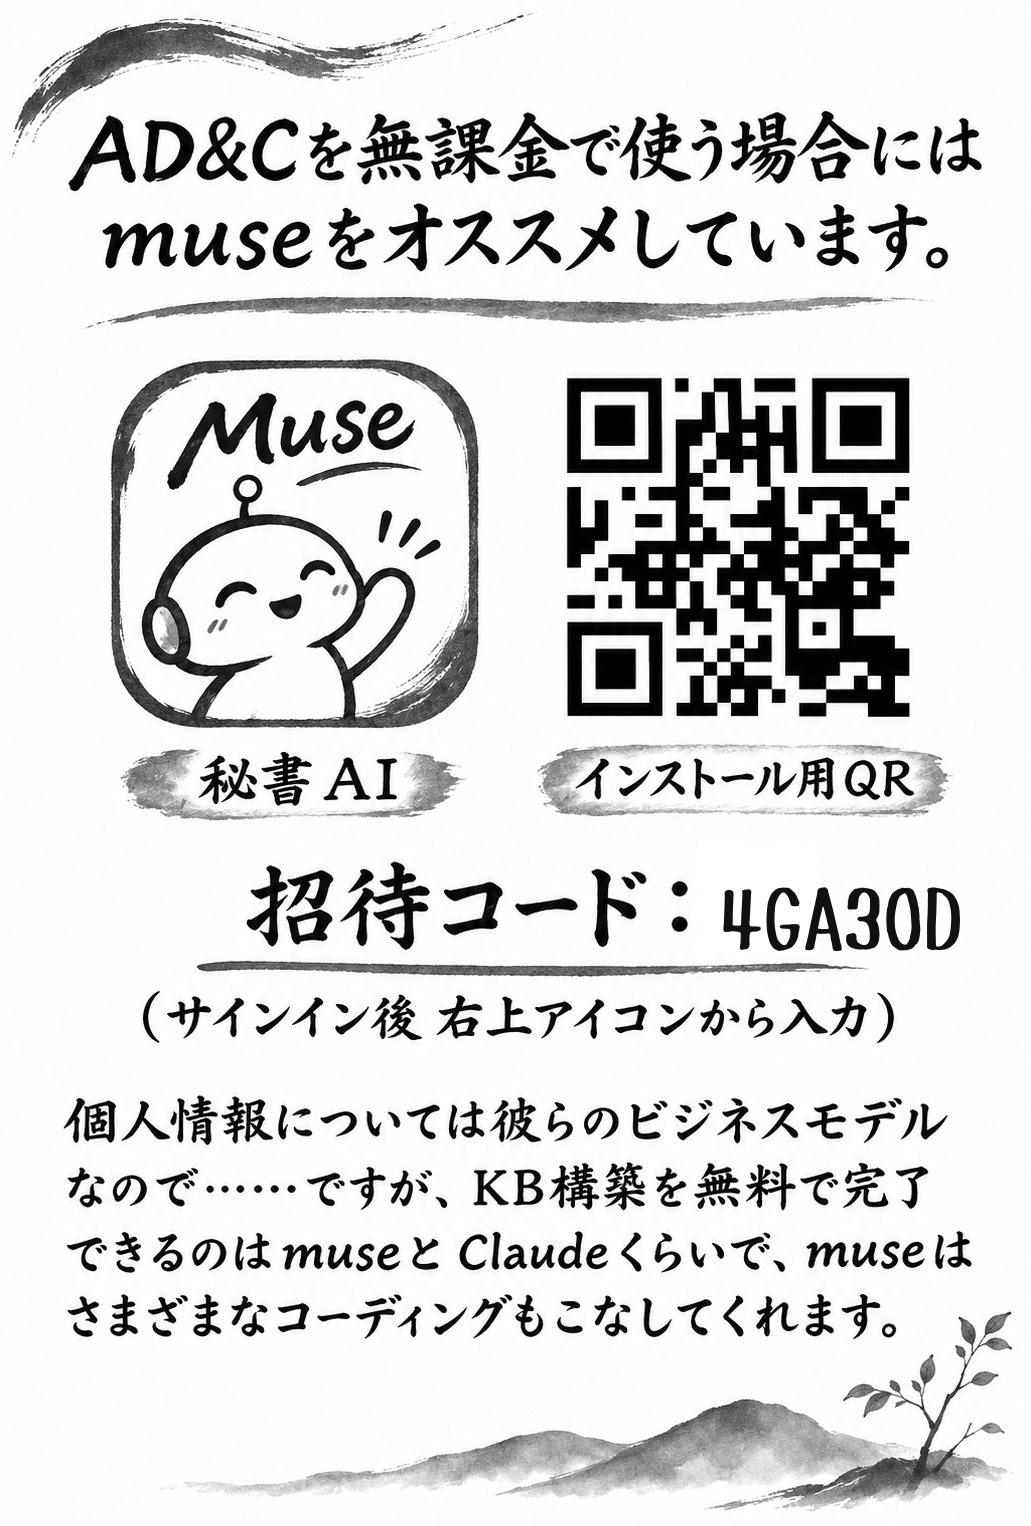 AD&Cを無課金で使う場合には
museをオススメしています。
Muse
秘書AI
インストール用QR
招待コード：4GA30D
（サインイン後 右上アイコンから入力）
個人情報については彼らのビジネスモデル
なので……ですが、KB構築を無料で完了
できるのはmuseと Claudeくらいで、museは
さまざまなコーディングもこなしてくれます。